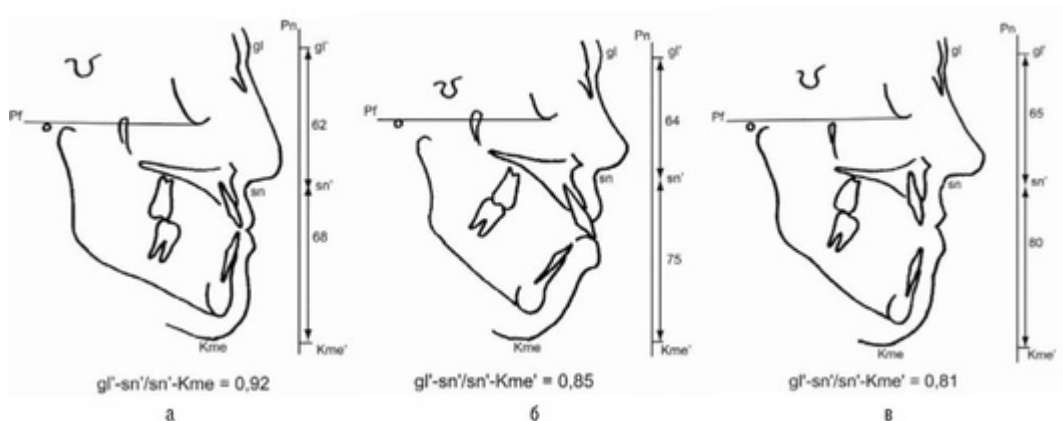 Pn
gl
gl'
Pf
62
sn'
sn
68
Kme
Kme'
gl'-sn'/sn'-Kme = 0,92
а
Pn
gl
gl'
Pf
64
sn'
sn
75
Kme
Kme'
gl'-sn'/sn'-Kme' = 0,85
б
Pn
gl
gl'
Pf
65
sn'
sn
80
Kme
Kme'
gl'-sn'/sn'-Kme' = 0,81
в